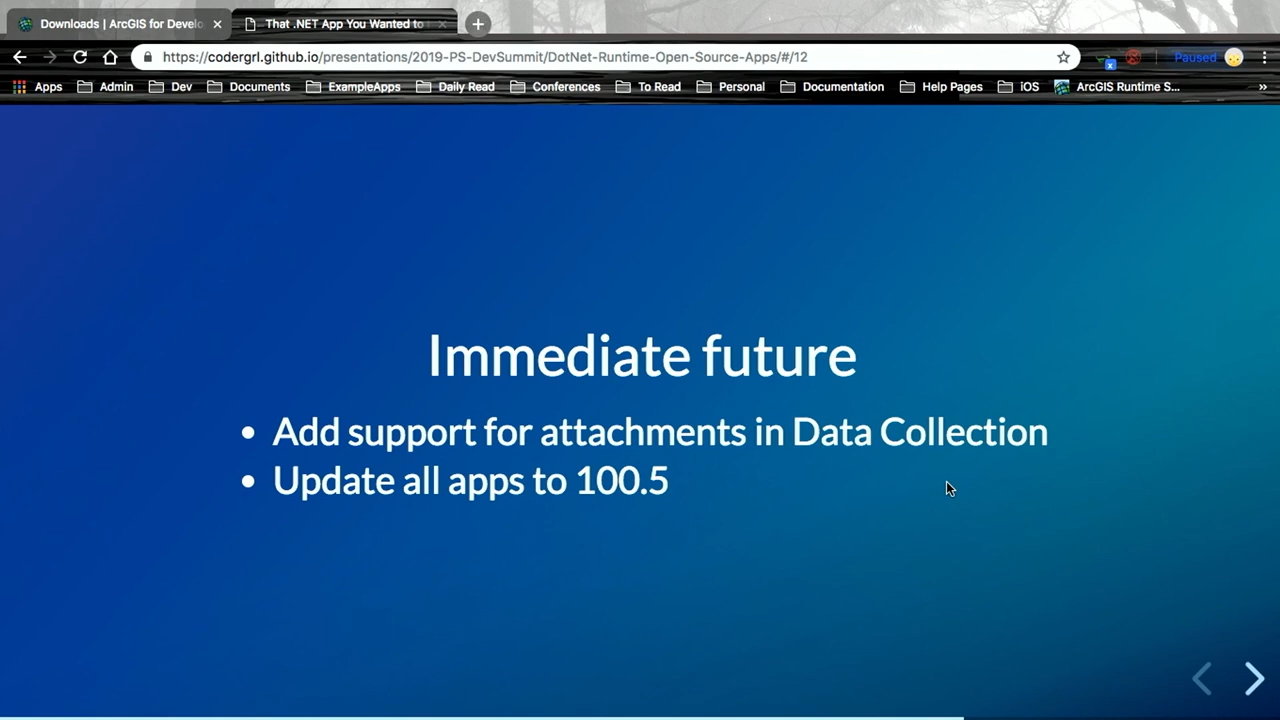 Downloads | ArcGIS for Develo
That .NET App You Wanted to
https://codergrl.github.io/presentations/2019-PS-DevSummit/DotNet-Runtime-Open-Source-Apps/#/12
Paused
Apps
Admin
Dev
Documents
ExampleApps
Daily Read
Conferences
To Read
Personal
Documentation
Help Pages
iOS
ArcGIS Runtime S...
Immediate future
• Add support for attachments in Data Collection
• Update all apps to 100.5